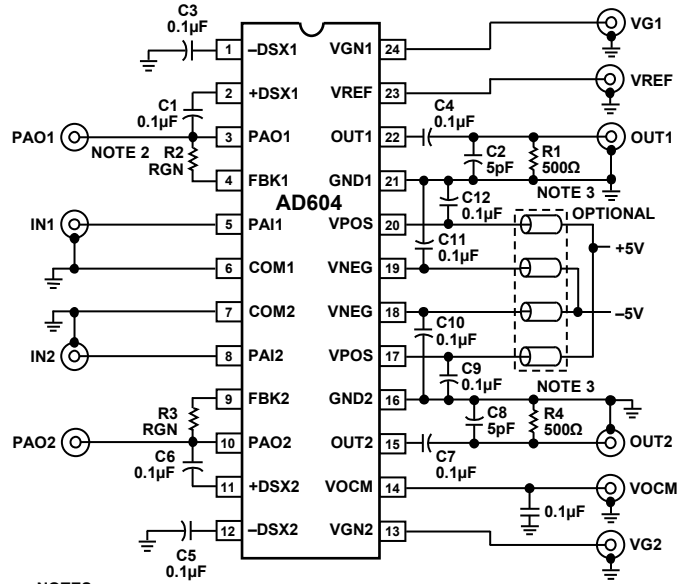 C3
0.1µF
1 –DSX1 VGN1 24 VG1
2 +DSX1 VREF 23 VREF
C1
0.1µF
C4
0.1µF
PAO1 3 PAO1 OUT1 22 OUT1
NOTE 2 R2
RGN
C2
5pF
R1
500Ω
4 FBK1 GND1 21
AD604
C12
0.1µF
NOTE 3
OPTIONAL
IN1 5 PAI1 VPOS 20
C11
0.1µF
+5V
6 COM1 VNEG 19
7 COM2 VNEG 18 –5V
C10
0.1µF
IN2 8 PAI2 VPOS 17
C9
0.1µF
NOTE 3
9 FBK2 GND2 16
R3
RGN
C8
5pF
R4
500Ω
PAO2 10 PAO2 OUT2 15 OUT2
C6
0.1µF
C7
0.1µF
11 +DSX2 VOCM 14 VOCM
0.1µF
12 –DSX2 VGN2 13 VG2
C5
0.1µF